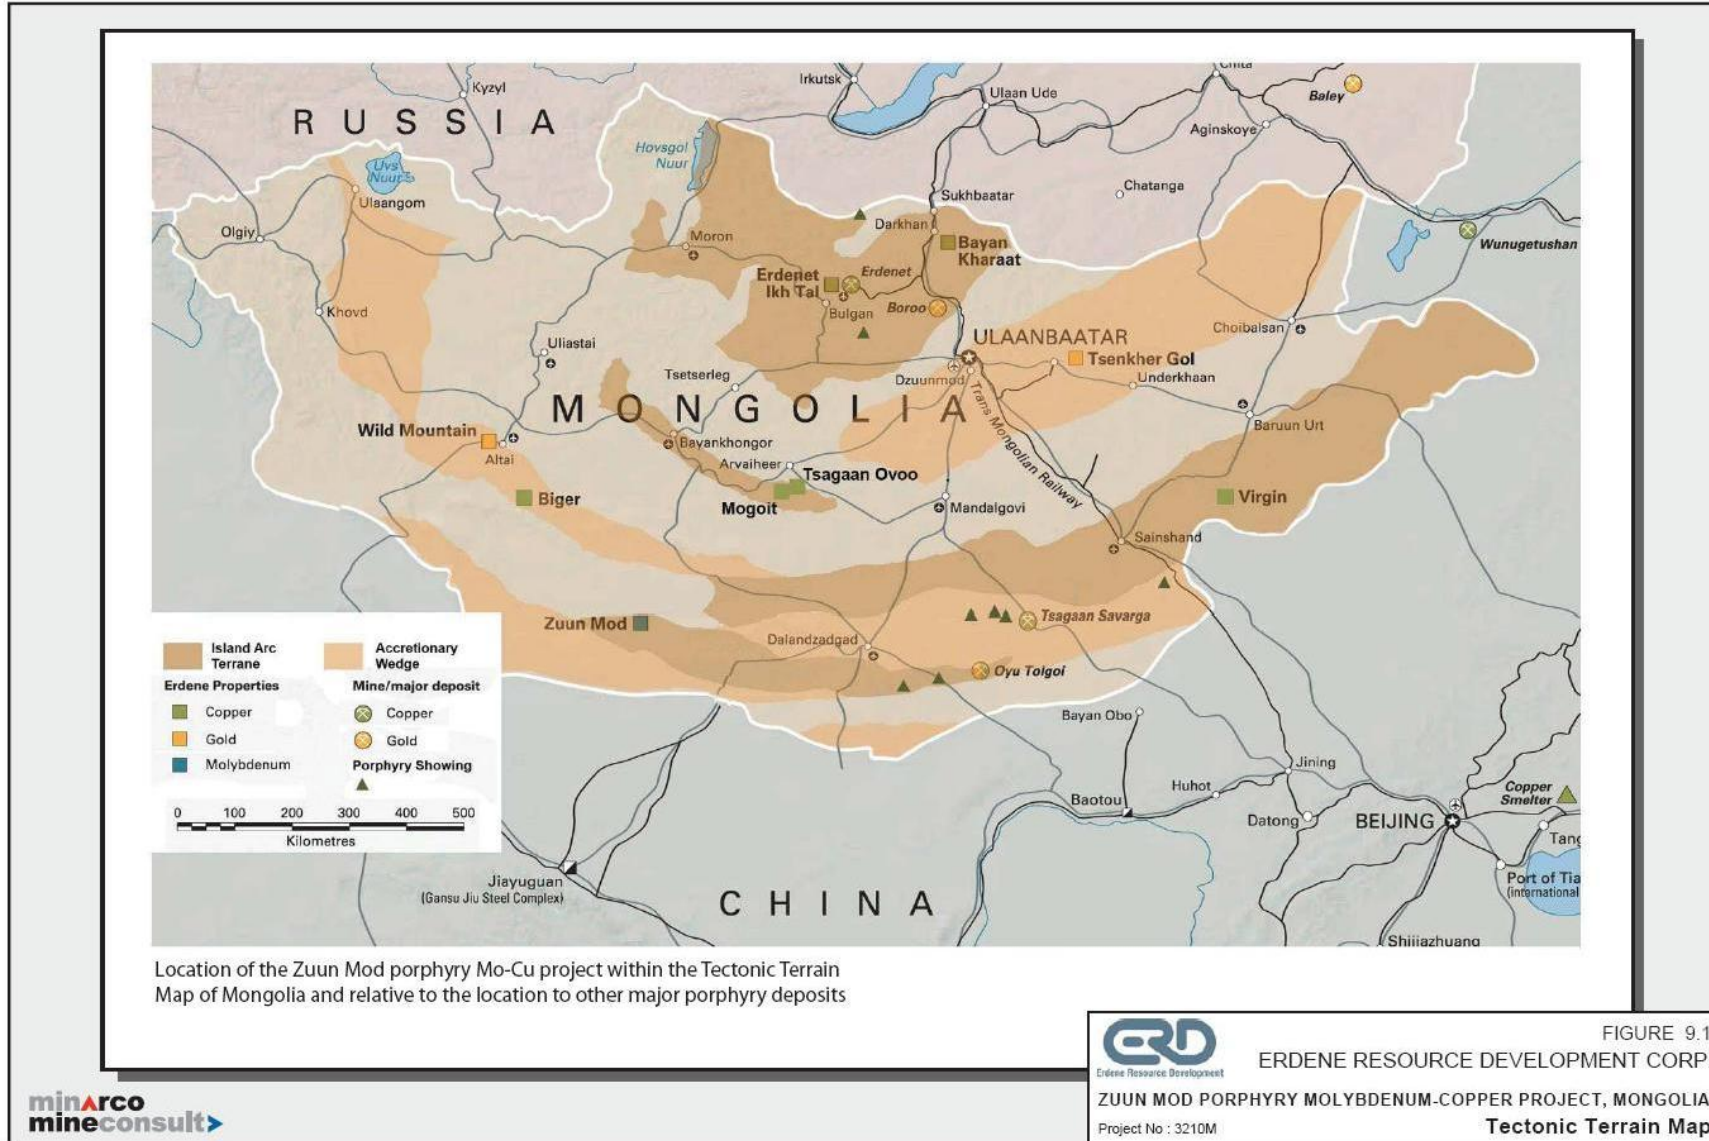 RUSSIA
Kyzyl
Irkutsk
Ulaan Ude
Chita
Baley
Aginskoye
Hovsgol
Nuur
Uvs
Nuur
Ulaangom
Chatanga
Sukhbaatar
Olgiy
Moron
Darkhan
Bayan
Kharaat
Wunugetushan
Erdenet
Ikh Tal
Erdenet
Khovd
Bulgan
Boroo
Choibalsan
Uliastai
ULAANBAATAR
Tsenkher Gol
Tsetserleg
Dzuunmod
Underkhaan
MONGOLIA
Trans Mongolian Railway
Wild Mountain
Altai
Bayankhongor
Baruun Urt
Arvaiheer
Tsagaan Ovoo
Biger
Mogoit
Mandalgovi
Virgin
Sainshand
Zuun Mod
Tsagaan Savarga
Dalandzadgad
Oyu Tolgoi
Island Arc
Terrane
Accretionary
Wedge
Erdene Properties
Mine/major deposit
Copper
Copper
Gold
Gold
Molybdenum
Porphyry Showing
0 100 200 300 400 500
Kilometres
Bayan Obo
Jining
Huhot
Baotou
Copper
Smelter
Datong
BEIJING
Tang
Jiayuguan
(Gansu Jiu Steel Complex)
Port of Tia
(international
CHINA
Shijiazhuang
Location of the Zuun Mod porphyry Mo-Cu project within the Tectonic Terrain
Map of Mongolia and relative to the location to other major porphyry deposits
ERD
Erdene Resource Development
FIGURE 9.1
ERDENE RESOURCE DEVELOPMENT CORP
ZUUN MOD PORPHYRY MOLYBDENUM-COPPER PROJECT, MONGOLIA
Project No : 3210M
Tectonic Terrain Map
minarco
mineconsult